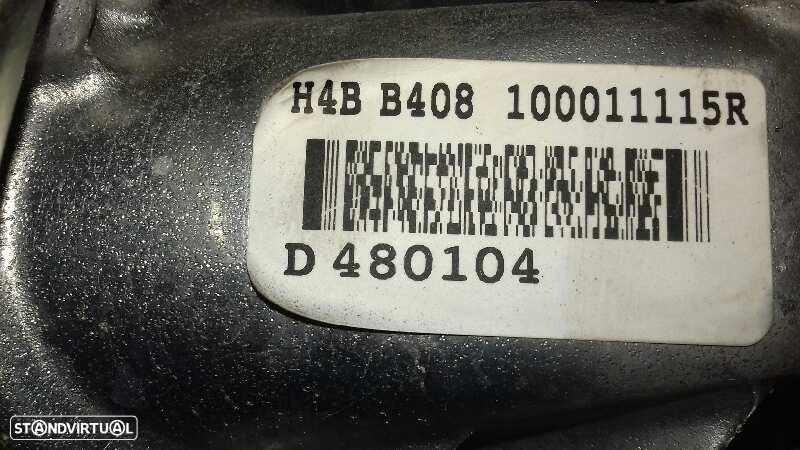 H4B B408 100011115R
D 480104
STANDVIRTUAL